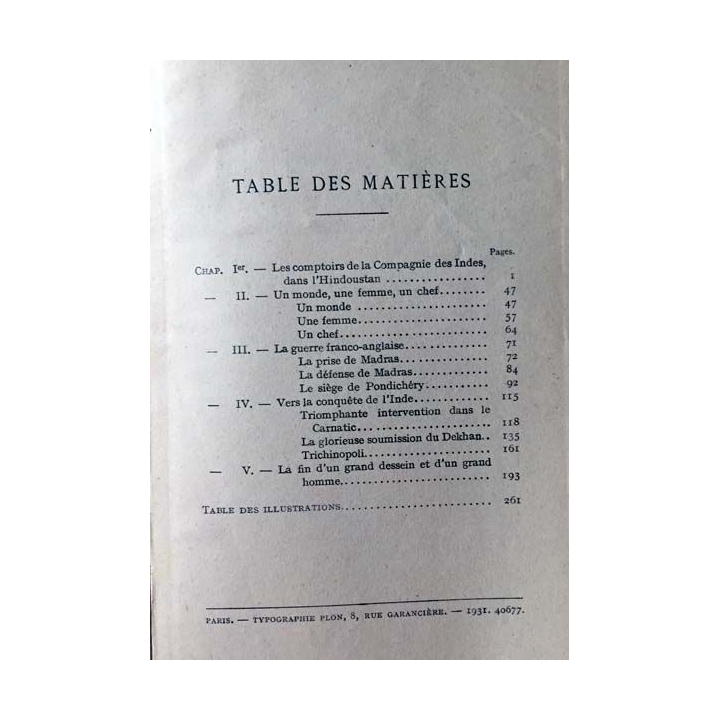 TABLE DES MATIÈRES
Pages.
CHAP. Ier. — Les comptoirs de la Compagnie des Indes,
dans l'Hindoustan ................ 1
— II. — Un monde, une femme, un chef........ 47
Un monde .................... 47
Une femme.................... 57
Un chef...................... 64
— III. — La guerre franco-anglaise............. 71
La prise de Madras............. 72
La défense de Madras............ 84
Le siège de Pondichéry.......... 92
— IV. — Vers la conquête de l'Inde............ 115
Triomphante intervention dans le
Carnatic..................... 118
La glorieuse soumission du Dekhan.. 135
Trichinopoli.................... 161
— V. — La fin d'un grand dessein et d'un grand
homme......................... 193
TABLE DES ILLUSTRATIONS......................... 261
PARIS. — TYPOGRAPHIE PLON, 8, RUE GARANCIÈRE. — 1931. 40677.